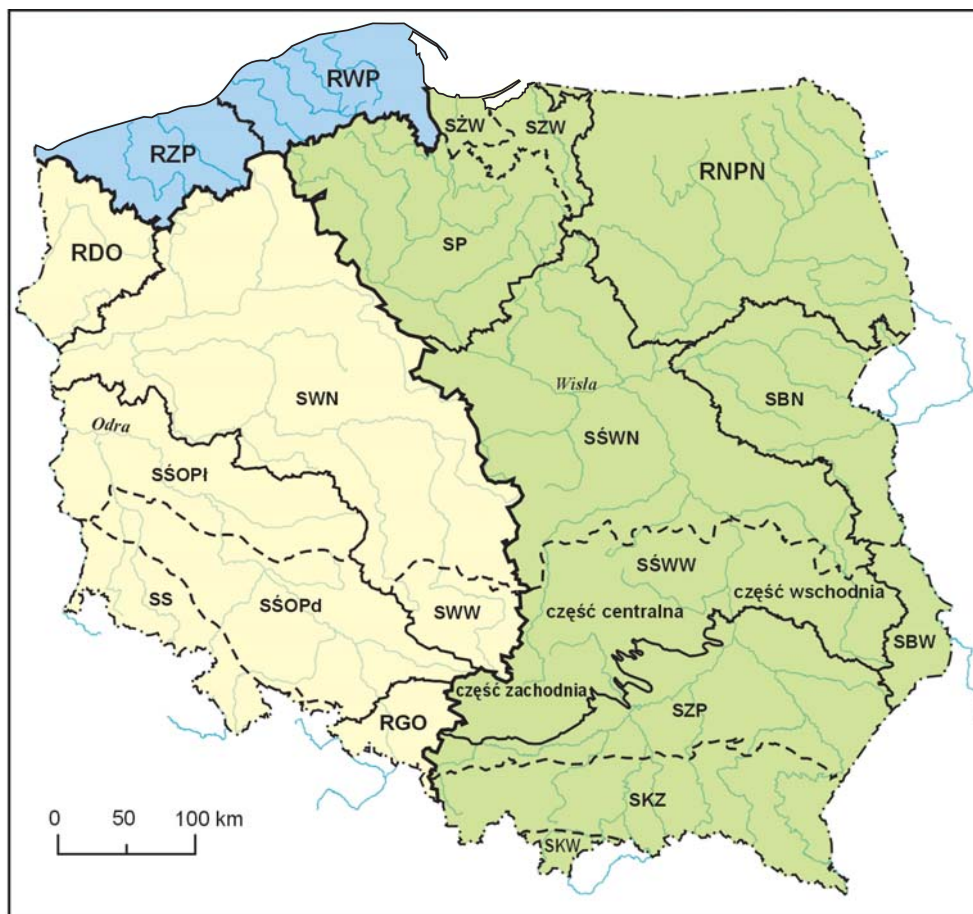 RWP
RZP
SŻW
SZW
RNPN
SP
RDO
Wisła
SWN
SBN
Odra
SŚWN
SŚOPł
SŚWW
SS
SŚOPd
SWW
część centralna
część wschodnia
SBW
część zachodnia
RGO
SZP
SKZ
SKW
0 50 100 km